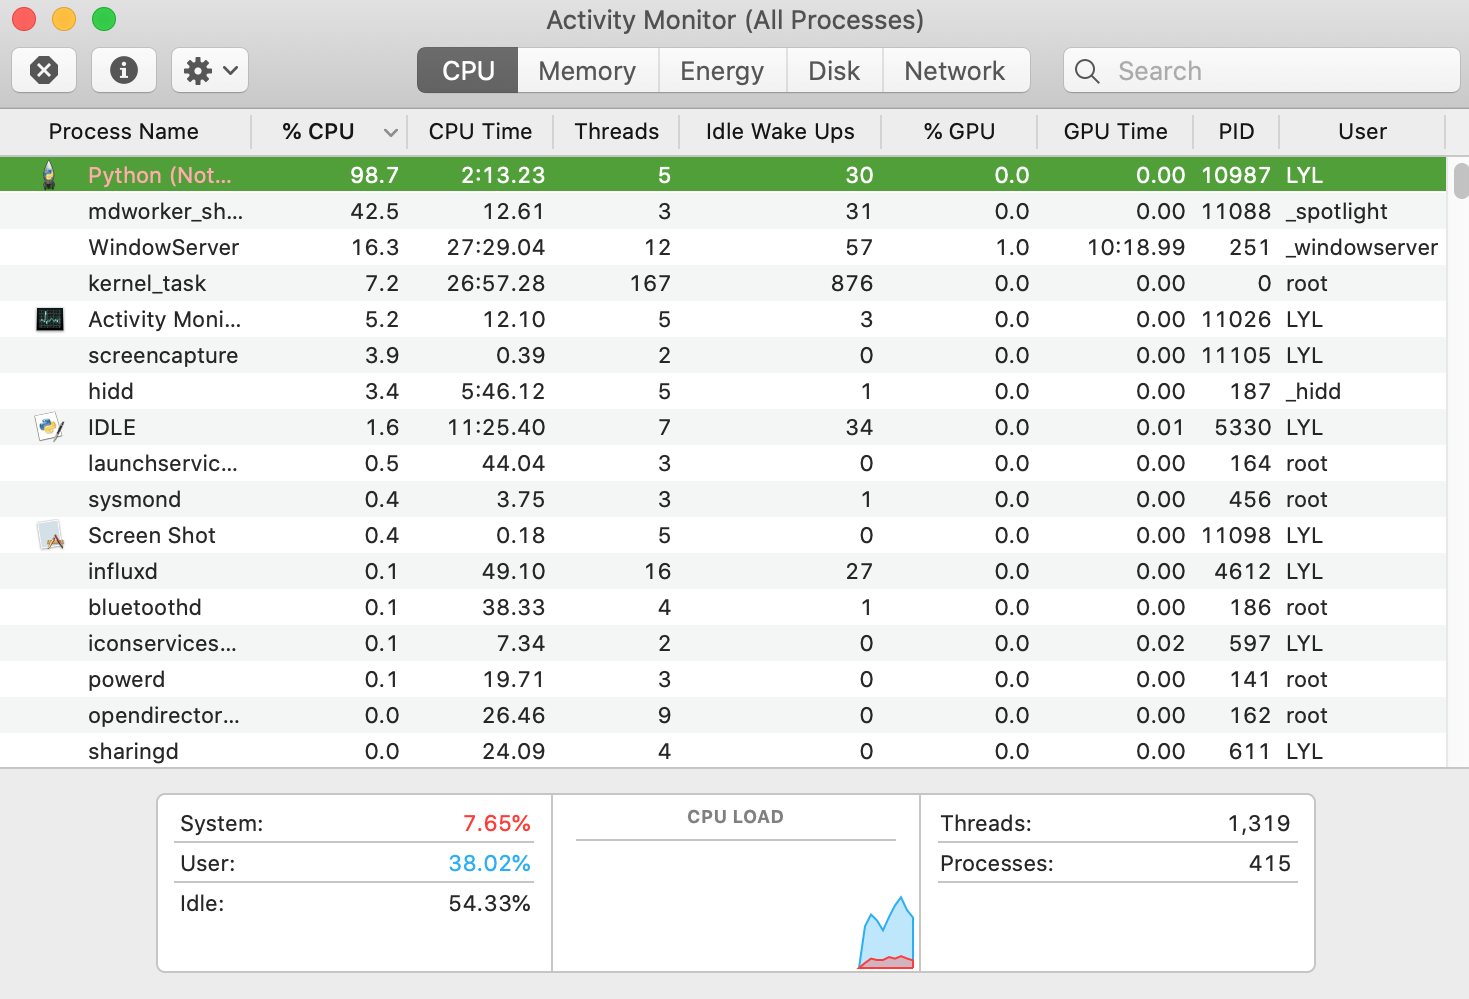 Activity Monitor (All Processes)
CPU Memory Energy Disk Network Search
Process Name % CPU CPU Time Threads Idle Wake Ups % GPU GPU Time PID User
Python (Not... 98.7 2:13.23 5 30 0.0 0.00 10987 LYL
mdworker_sh... 42.5 12.61 3 31 0.0 0.00 11088 _spotlight
WindowServer 16.3 27:29.04 12 57 1.0 10:18.99 251 _windowserver
kernel_task 7.2 26:57.28 167 876 0.0 0.00 0 root
Activity Moni... 5.2 12.10 5 3 0.0 0.00 11026 LYL
screencapture 3.9 0.39 2 0 0.0 0.00 11105 LYL
hidd 3.4 5:46.12 5 1 0.0 0.00 187 _hidd
IDLE 1.6 11:25.40 7 34 0.0 0.01 5330 LYL
launchservic... 0.5 44.04 3 0 0.0 0.00 164 root
sysmond 0.4 3.75 3 1 0.0 0.00 456 root
Screen Shot 0.4 0.18 5 0 0.0 0.00 11098 LYL
influxd 0.1 49.10 16 27 0.0 0.00 4612 LYL
bluetoothd 0.1 38.33 4 1 0.0 0.00 186 root
iconservices... 0.1 7.34 2 0 0.0 0.02 597 LYL
powerd 0.1 19.71 3 0 0.0 0.00 141 root
opendirector... 0.0 26.46 9 0 0.0 0.00 162 root
sharingd 0.0 24.09 4 0 0.0 0.00 611 LYL
System: 7.65%
User: 38.02%
Idle: 54.33%
CPU LOAD
Threads: 1,319
Processes: 415